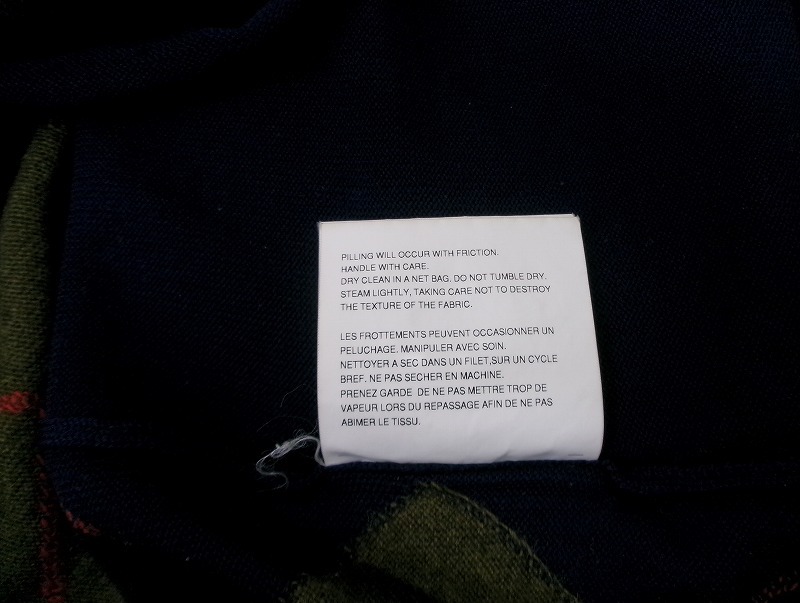 PILLING WILL OCCUR WITH FRICTION.
HANDLE WITH CARE.
DRY CLEAN IN A NET BAG. DO NOT TUMBLE DRY.
STEAM LIGHTLY, TAKING CARE NOT TO DESTROY
THE TEXTURE OF THE FABRIC.
LES FROTTEMENTS PEUVENT OCCASIONNER UN
PELUCHAGE. MANIPULER AVEC SOIN.
NETTOYER A SEC DANS UN FILET,SUR UN CYCLE
BREF. NE PAS SECHER EN MACHINE.
PRENEZ GARDE DE NE PAS METTRE TROP DE
VAPEUR LORS DU REPASSAGE AFIN DE NE PAS
ABIMER LE TISSU.